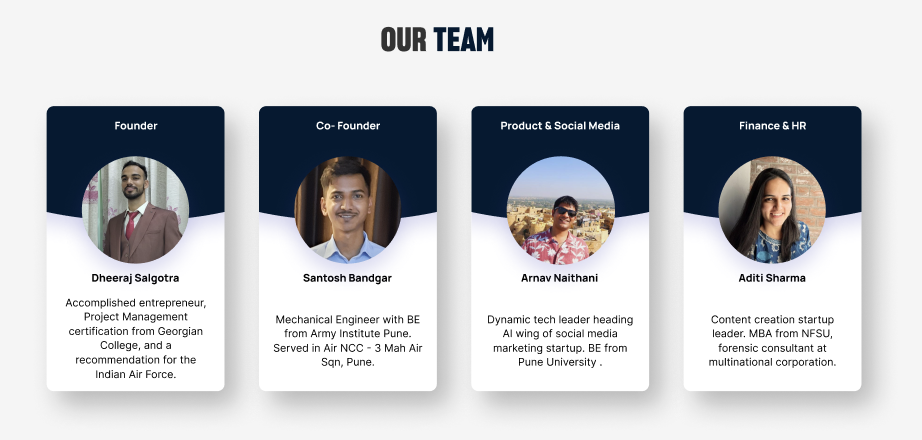 OUR TEAM
Founder
Dheeraj Salgotra
Accomplished entrepreneur,
Project Management
certification from Georgian
College, and a
recommendation for the
Indian Air Force.
Co- Founder
Santosh Bandgar
Mechanical Engineer with BE
from Army Institute Pune.
Served in Air NCC - 3 Mah Air
Sqn, Pune.
Product & Social Media
Arnav Naithani
Dynamic tech leader heading
AI wing of social media
marketing startup. BE from
Pune University .
Finance & HR
Aditi Sharma
Content creation startup
leader. MBA from NFSU,
forensic consultant at
multinational corporation.